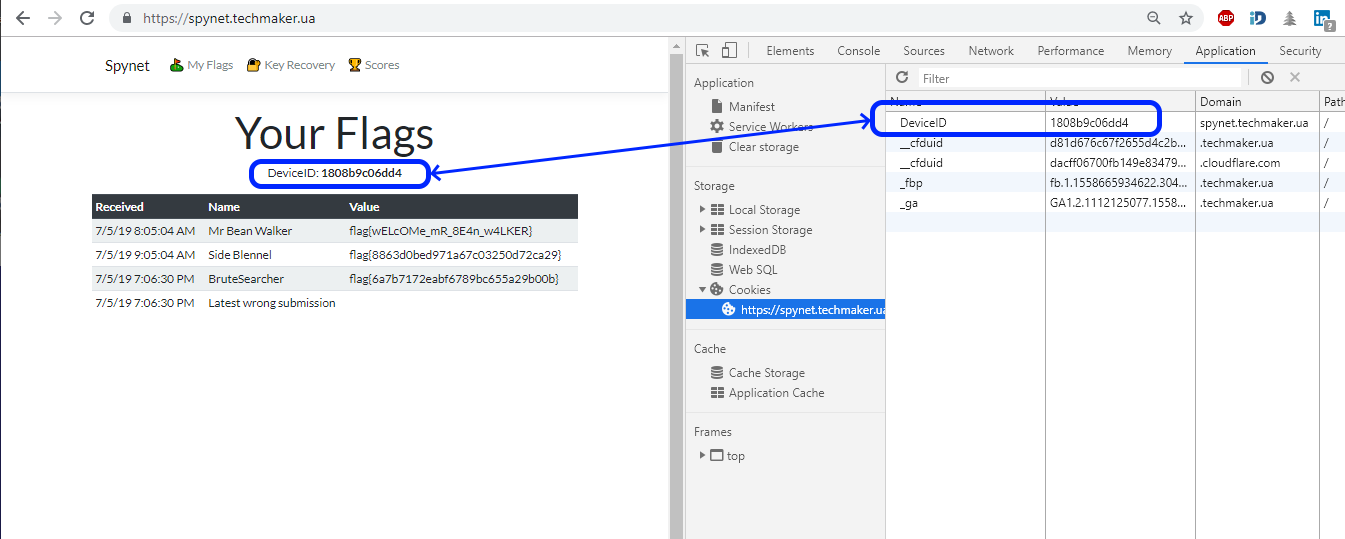 https://spynet.techmaker.ua
Spynet My Flags Key Recovery Scores
Your Flags
DeviceID: 1808b9c06dd4
Received Name Value
7/5/19 8:05:04 AM Mr Bean Walker flag{wELcOMe_mR_8E4n_w4LKER}
7/5/19 9:05:04 AM Side Blennel flag{8863d0bed971a67c03250d72ca29}
7/5/19 7:06:30 PM BruteSearcher flag{6a7b7172eabf6789bc655a29b00b}
7/5/19 7:06:30 PM Latest wrong submission
Elements Console Sources Network Performance Memory Application Security
Application
Manifest
Service Workers
Clear storage
Storage
Local Storage
Session Storage
IndexedDB
Web SQL
Cookies
https://spynet.techmaker.ua
Cache
Cache Storage
Application Cache
Frames
top
Filter
Name Value Domain Path
DeviceID 1808b9c06dd4 spynet.techmaker.ua /
__cfduid d81d676c67f2655d4c2b... .techmaker.ua /
__cfduid dacff06700fb149e83479... .cloudflare.com /
_fbp fb.1.1558665934622.304... .techmaker.ua /
_ga GA1.2.1112125077.1558... .techmaker.ua /
ABP
iD
in
?